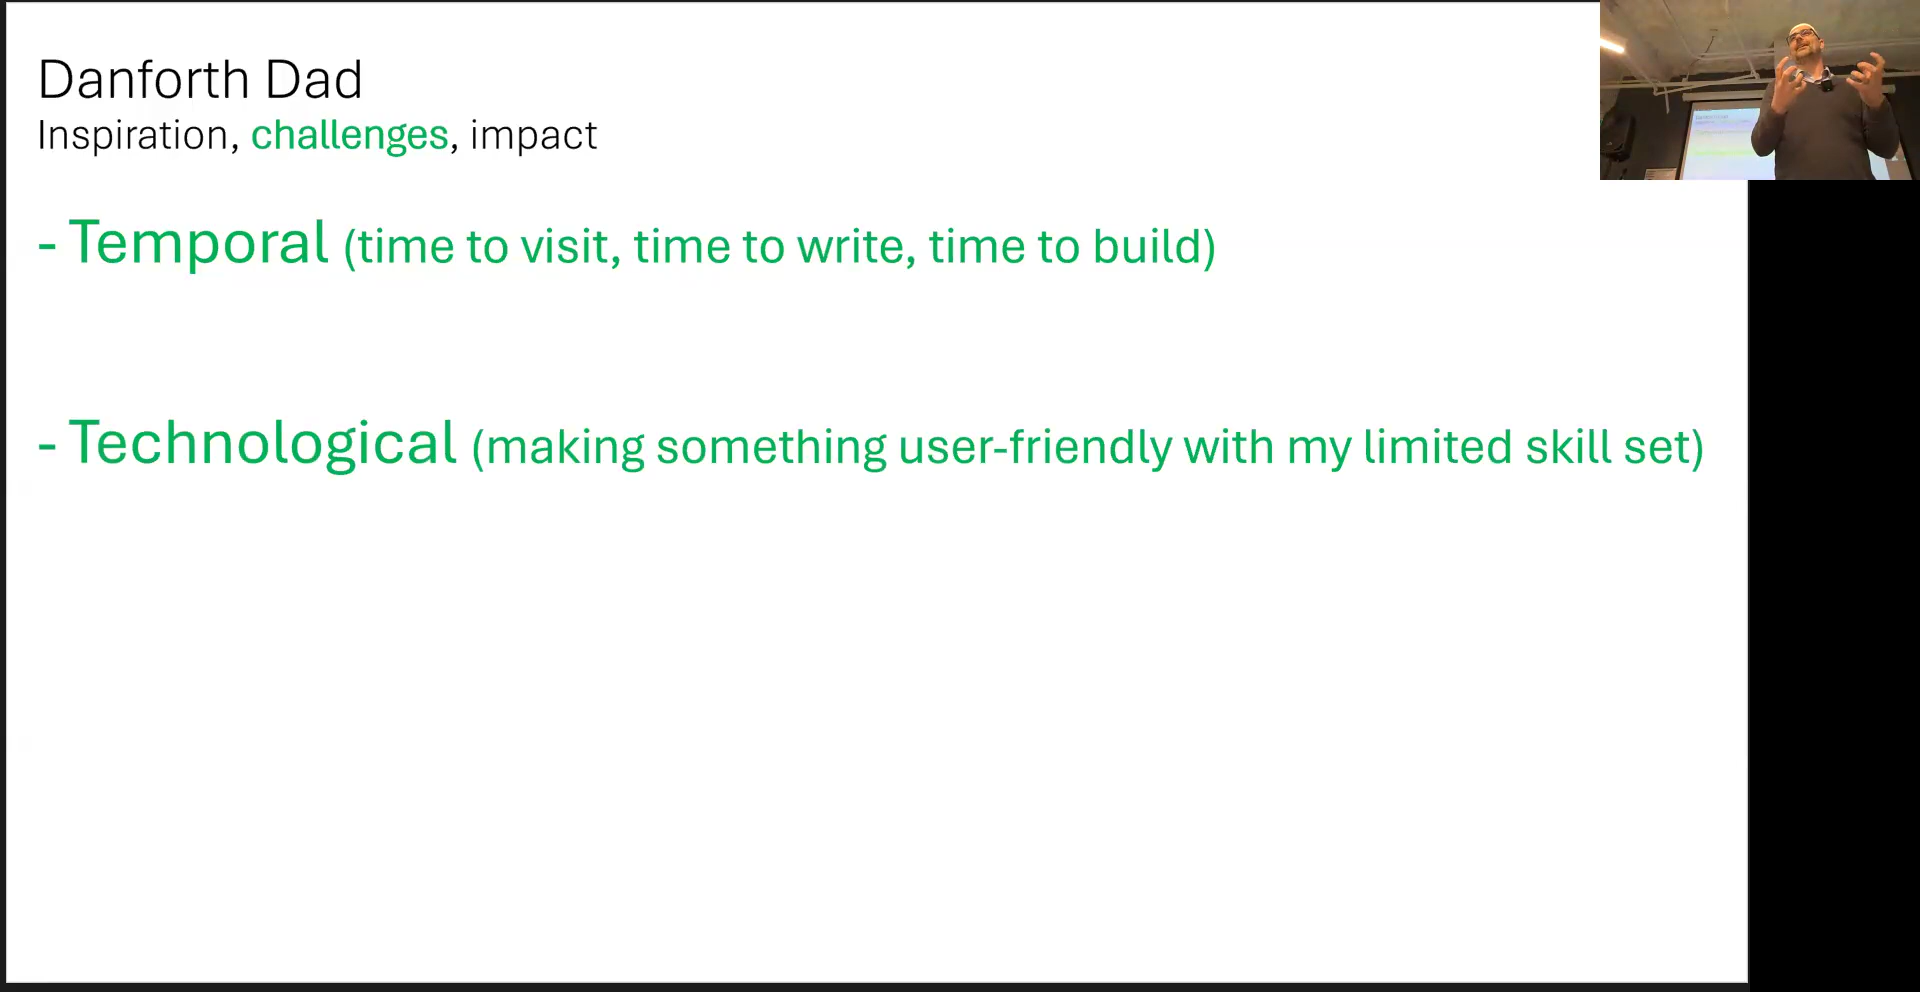 Danforth Dad
Inspiration, challenges, impact
- Temporal (time to visit, time to write, time to build)
- Technological (making something user-friendly with my limited skill set)